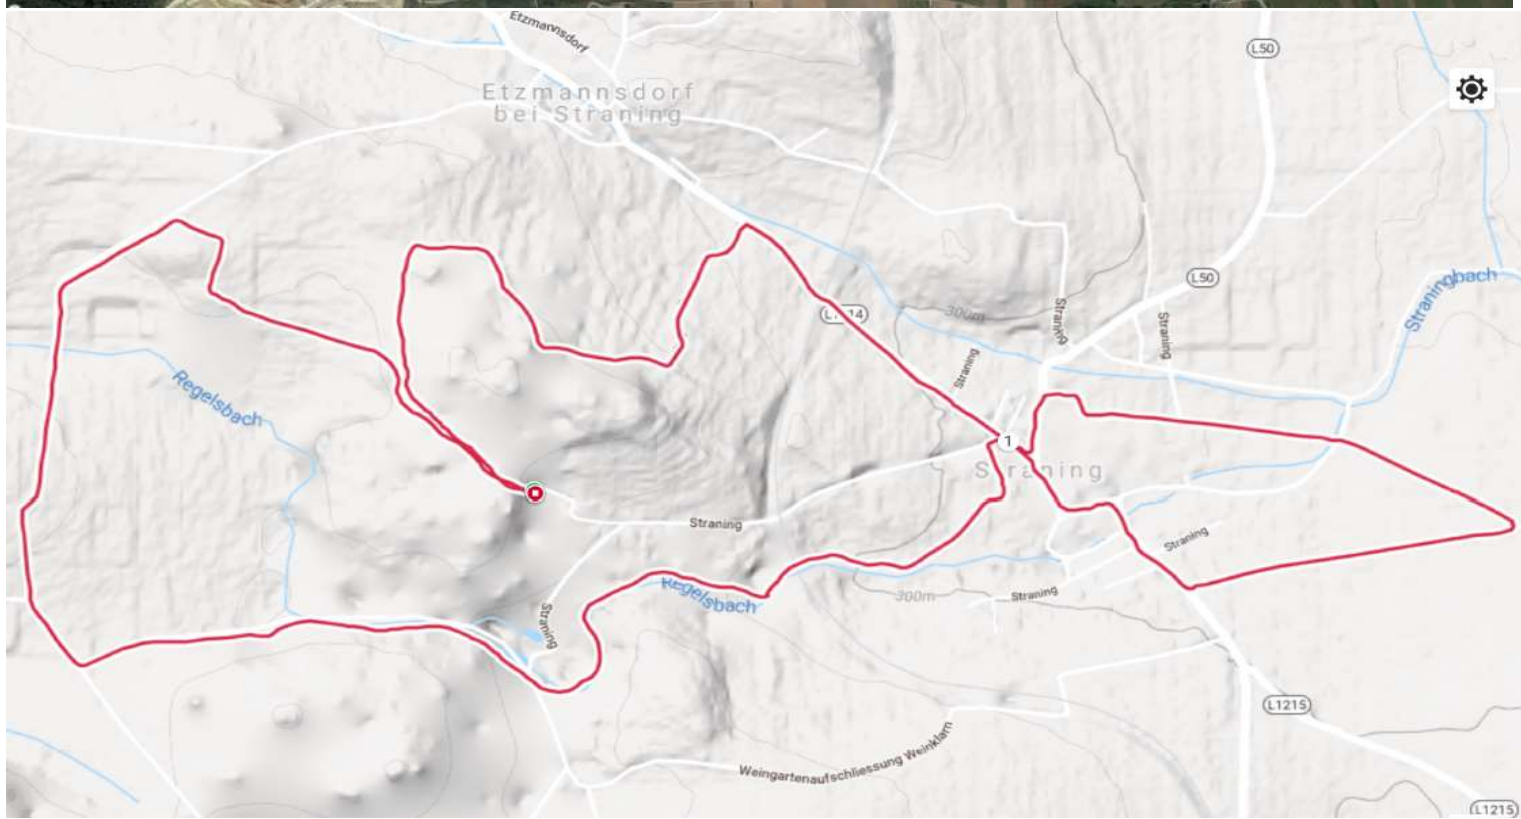 Etzmannsdorf
L50
Etzmannsdorf
bei Straning
L50
Straningbach
Straning
Straning
300m
Straning
Regelsbach
1
Straning
Straning
Straning
Regelsbach
300m
Straning
Straning
L1215
Weingartenaufschliessung Weinklam
L1215